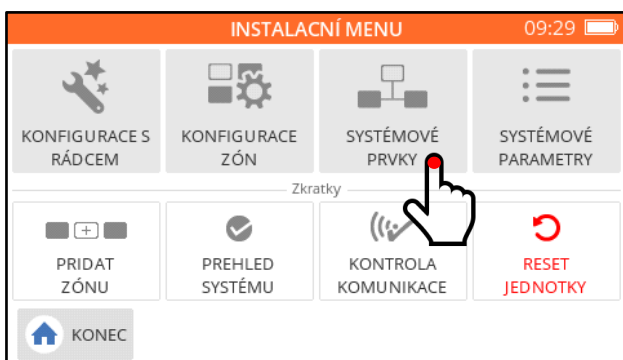 INSTALACNÍ MENU 09:29
KONFIGURACE S
RÁDCEM
KONFIGURACE
ZÓN
SYSTÉMOVÉ
PRVKY
SYSTÉMOVÉ
PARAMETRY
Zkratky
PRIDAT
ZÓNU
PREHLED
SYSTÉMU
KONTROLA
KOMUNIKACE
RESET
JEDNOTKY
KONEC